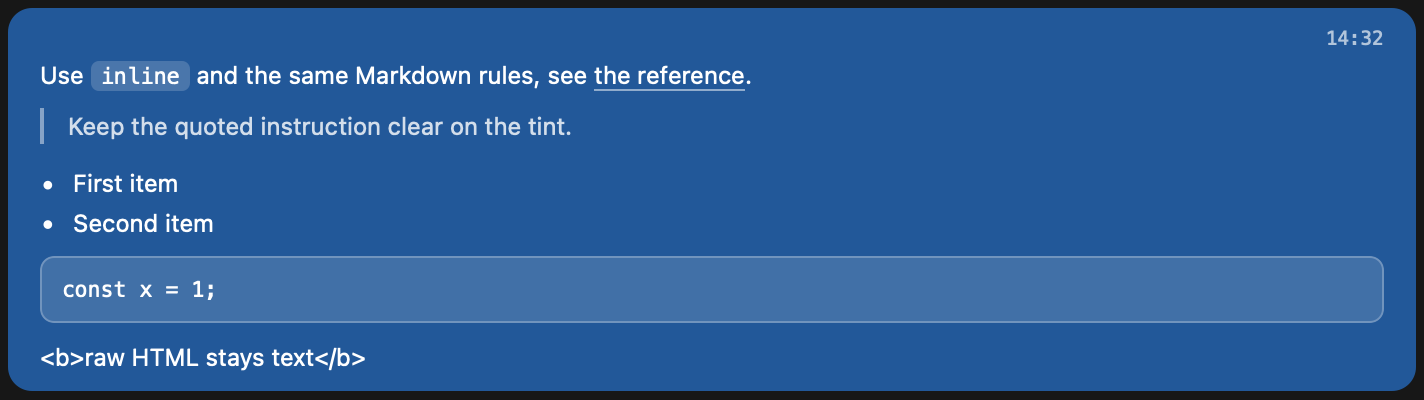 14:32
Use inline and the same Markdown rules, see the reference.
Keep the quoted instruction clear on the tint.
• First item
• Second item
const x = 1;
<b>raw HTML stays text</b>